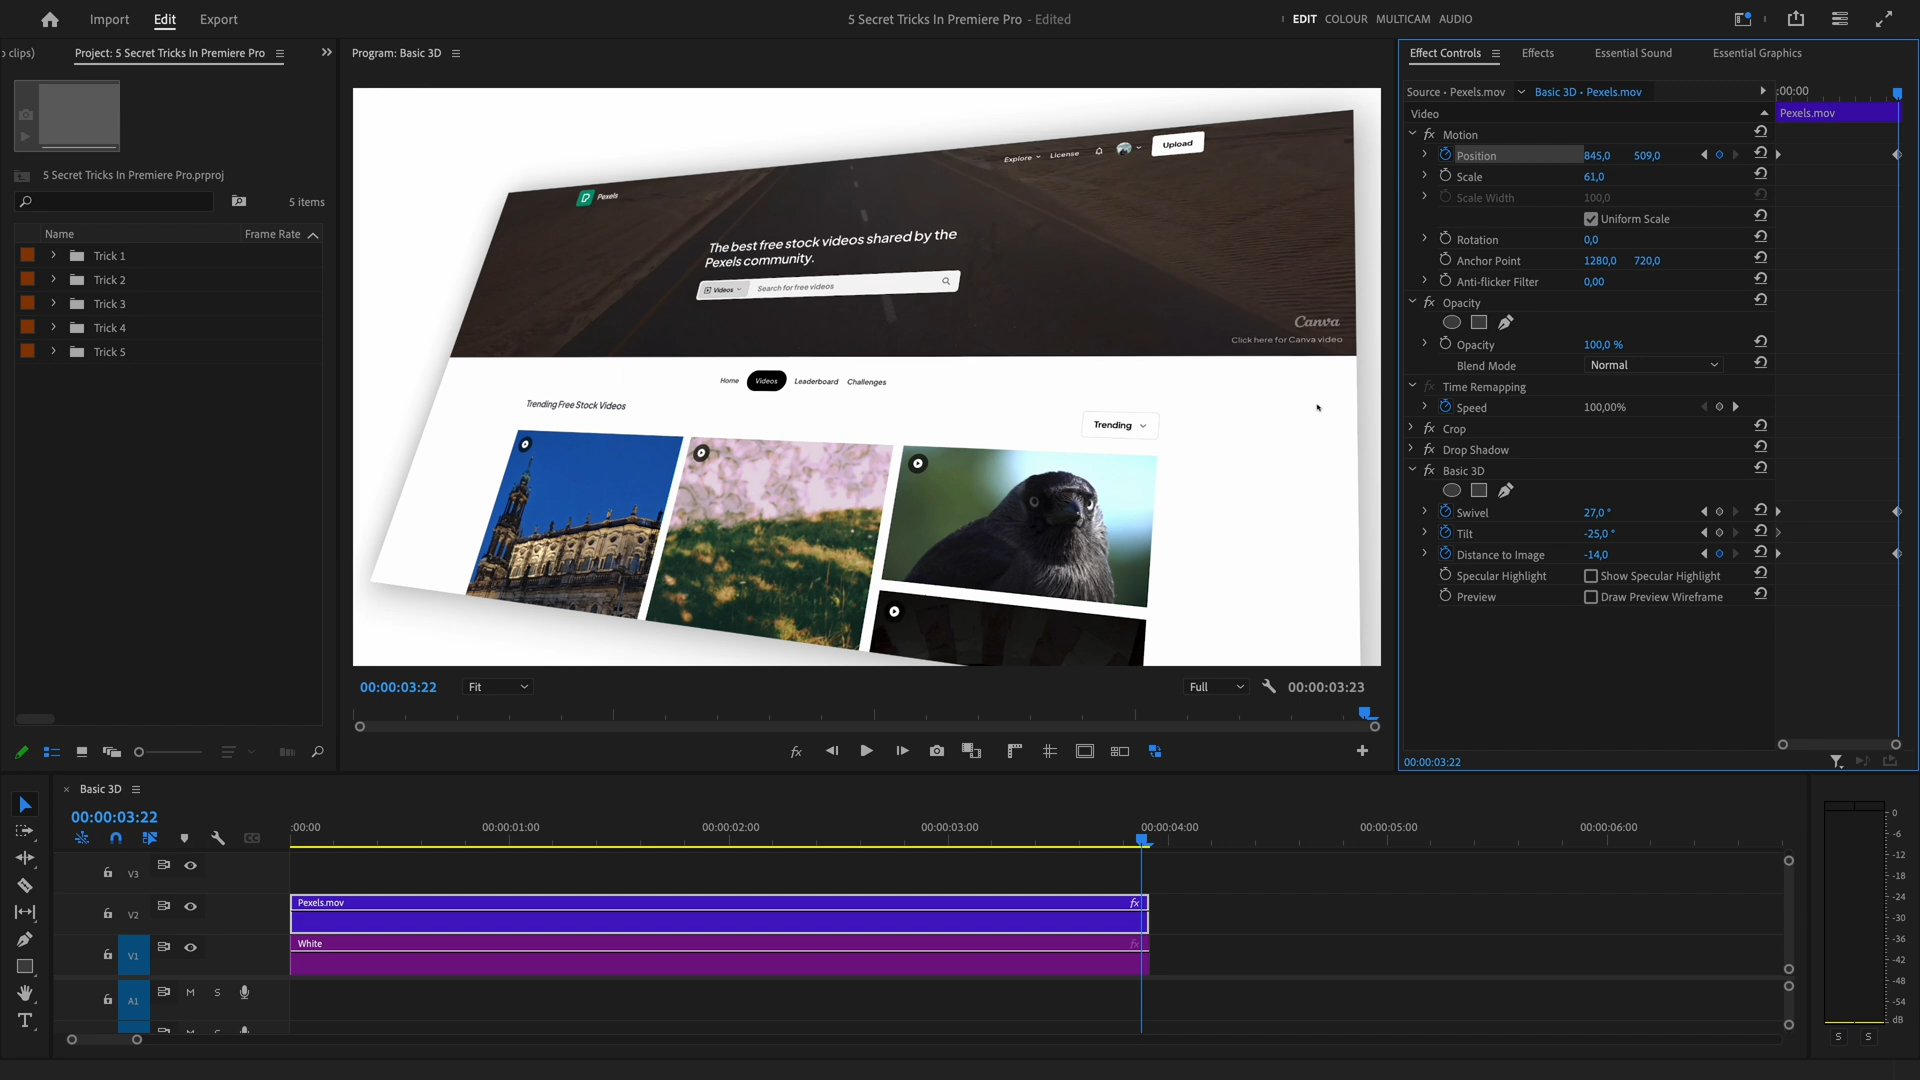 Import
Edit
Export
5 Secret Tricks In Premiere Pro - Edited
EDIT COLOUR MULTICAM AUDIO
clips)
Project: 5 Secret Tricks In Premiere Pro
5 Secret Tricks In Premiere Pro.prproj
5 items
Name
Frame Rate
Trick 1
Trick 2
Trick 3
Trick 4
Trick 5
Program: Basic 3D
Explore
License
Upload
Pexels
The best free stock videos shared by the
Pexels community.
Videos
Search for free videos
Canva
Click here for Canva video
Home
Videos
Leaderboard
Challenges
Trending Free Stock Videos
Trending
00:00:03:22
Fit
Full
00:00:03:23
Effect Controls
Effects
Essential Sound
Essential Graphics
Source • Pexels.mov
Basic 3D • Pexels.mov
:00:00
Video
Pexels.mov
fx Motion
Position 845,0 509,0
Scale 61,0
Scale Width 100,0
Uniform Scale
Rotation 0,0
Anchor Point 1280,0 720,0
Anti-flicker Filter 0,00
fx Opacity
Opacity 100,0 %
Blend Mode Normal
fx Time Remapping
Speed 100,00%
fx Crop
fx Drop Shadow
fx Basic 3D
Swivel 27,0 °
Tilt -25,0 °
Distance to Image -14,0
Specular Highlight Show Specular Highlight
Preview Draw Preview Wireframe
00:00:03:22
fx
× Basic 3D
00:00:03:22
CC
:00:00 00:00:01:00 00:00:02:00 00:00:03:00 00:00:04:00 00:00:05:00 00:00:06:00
V3
V2
Pexels.mov fx
V1
White fx
A1 M S
M S
T
0
-6
-12
-18
-24
-30
-36
-42
-48
-54
dB
S S